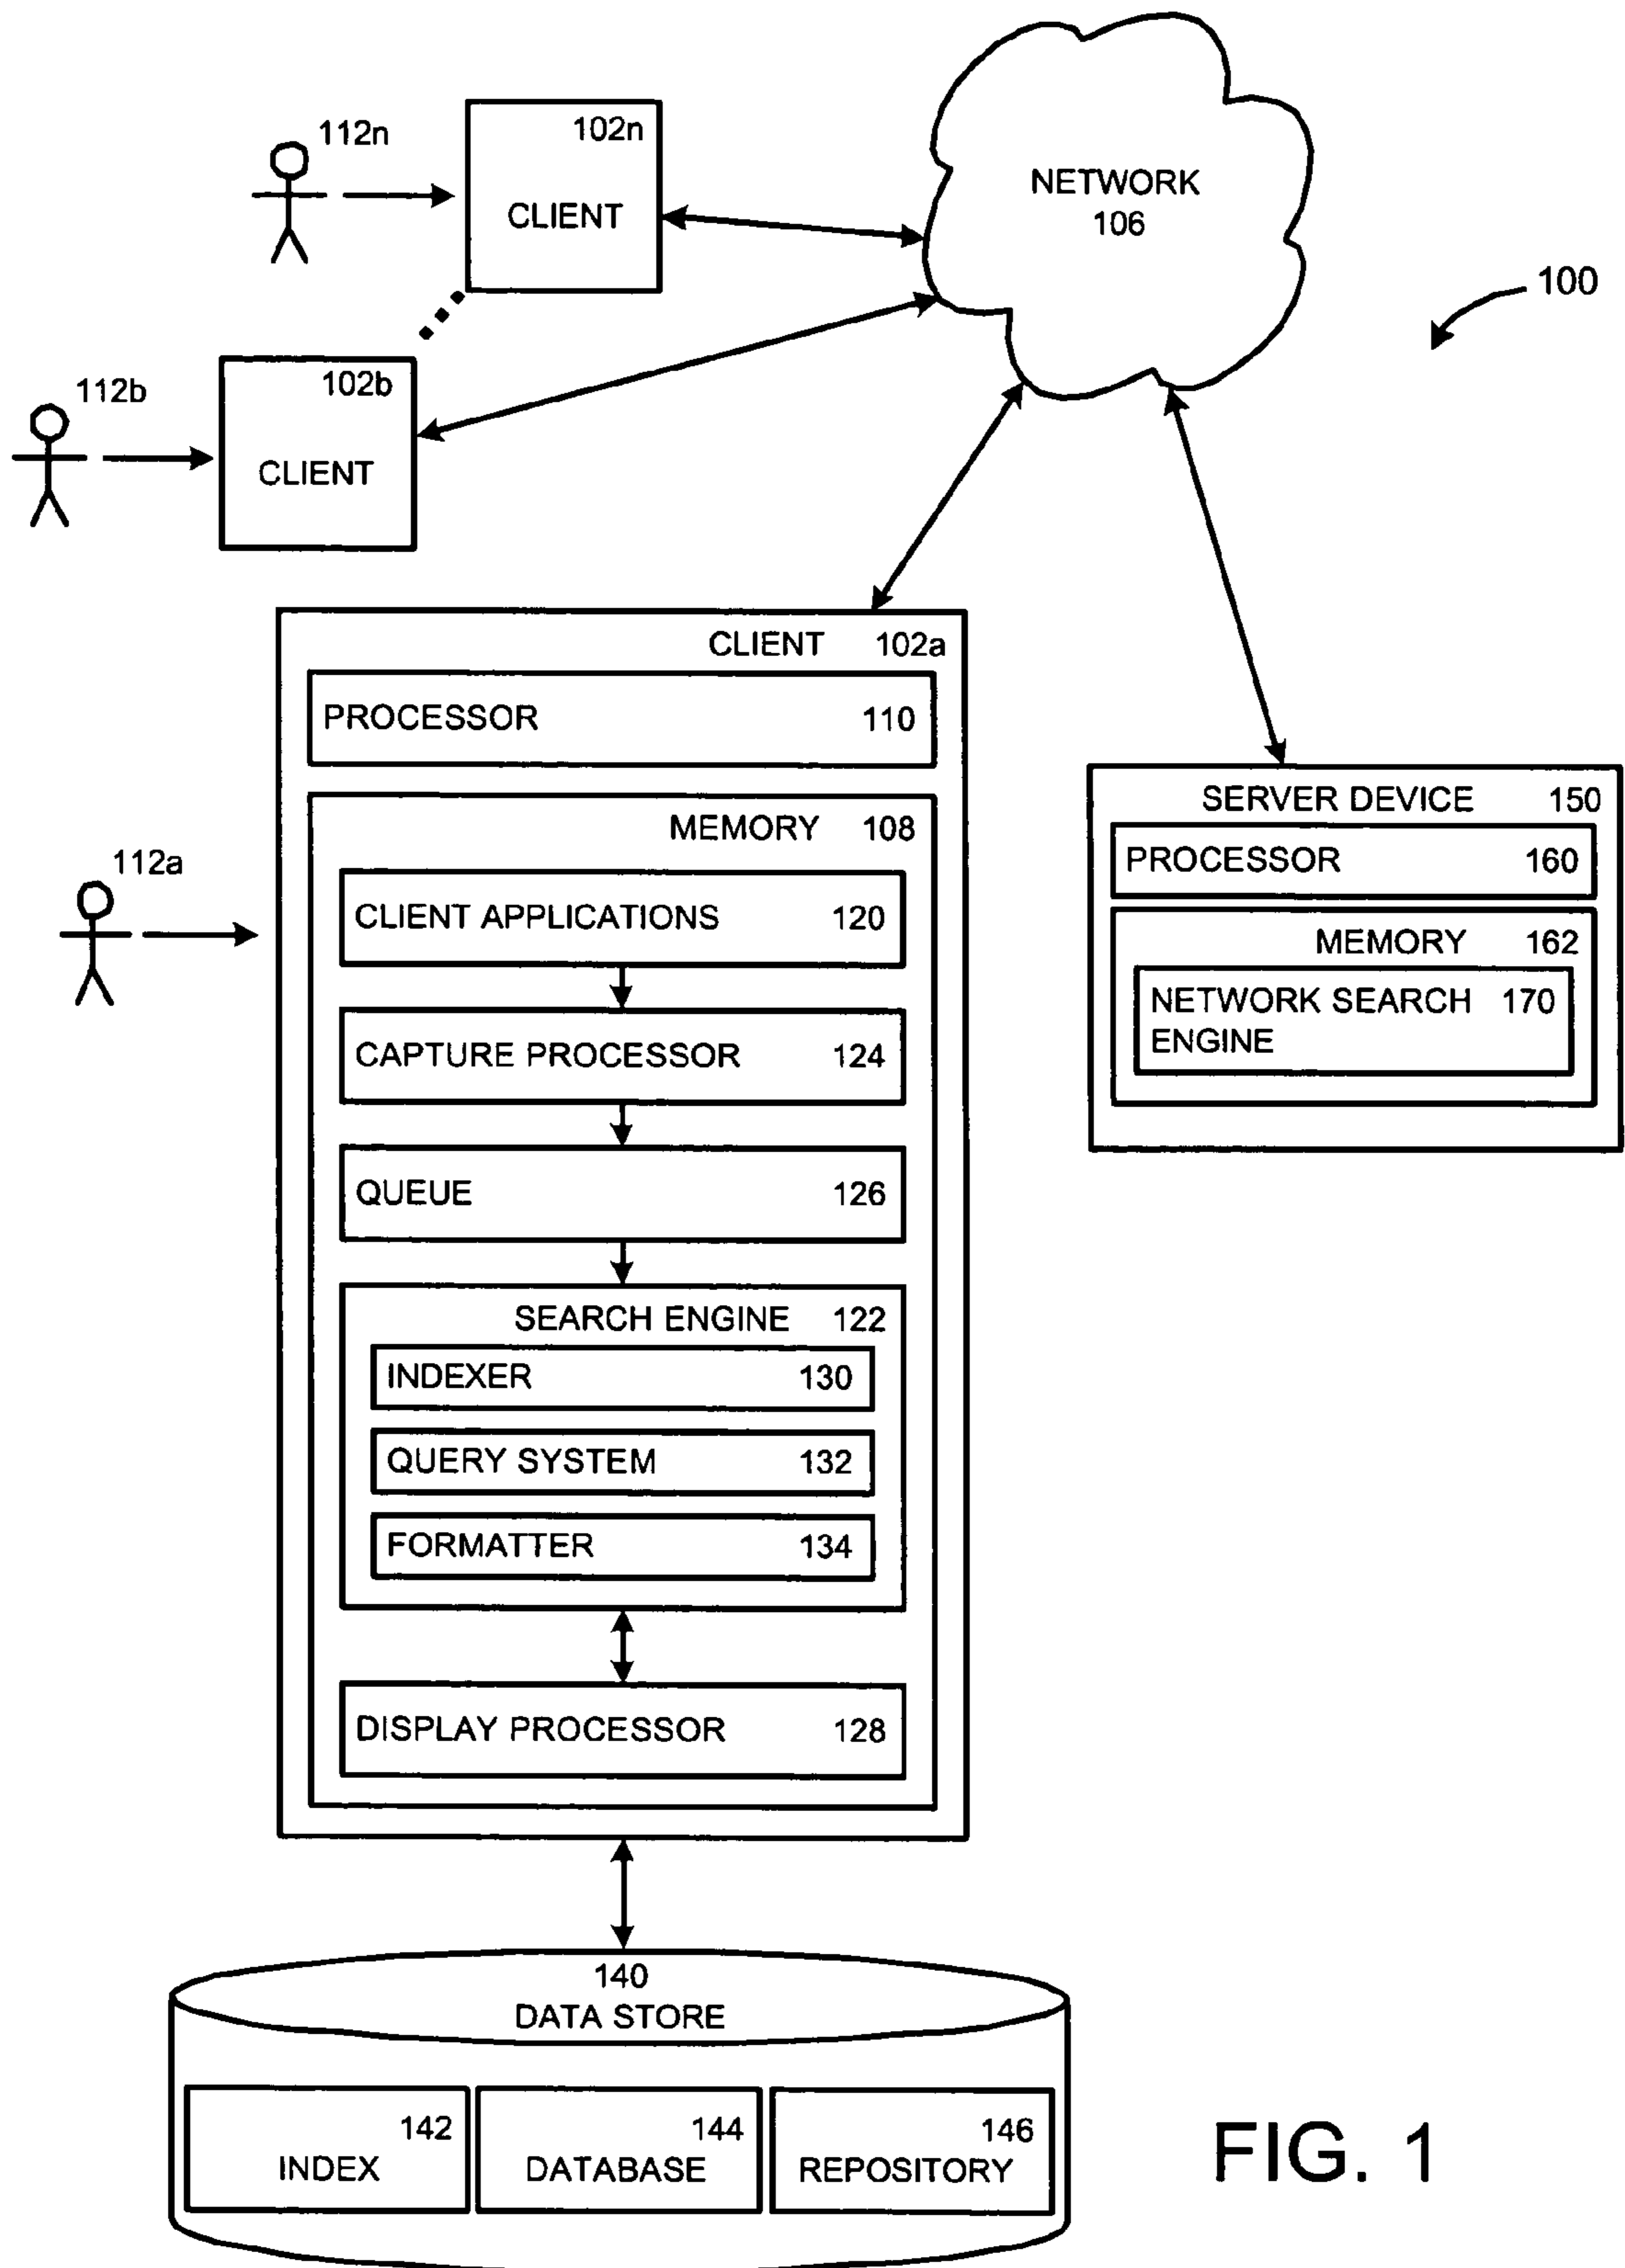 112n
102n
CLIENT
NETWORK
106
100
112b
102b
CLIENT
CLIENT 102a
PROCESSOR 110
MEMORY 108
112a
CLIENT APPLICATIONS 120
CAPTURE PROCESSOR 124
QUEUE 126
SEARCH ENGINE 122
INDEXER 130
QUERY SYSTEM 132
FORMATTER 134
DISPLAY PROCESSOR 128
SERVER DEVICE 150
PROCESSOR 160
MEMORY 162
NETWORK SEARCH 170
ENGINE
140
DATA STORE
142
INDEX
144
DATABASE
146
REPOSITORY
FIG. 1